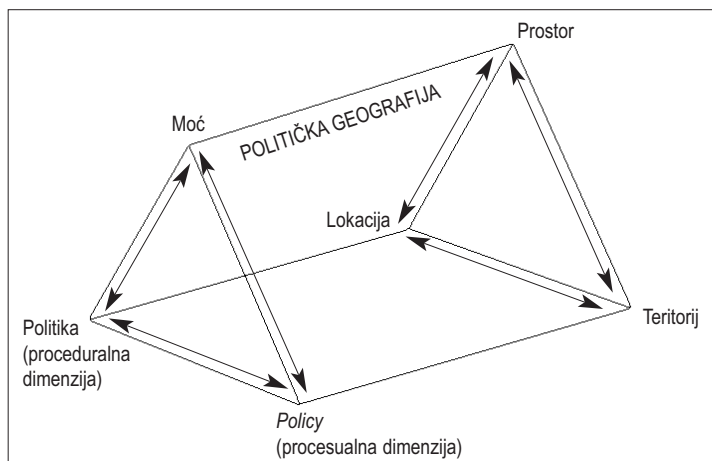 Prostor
Moć
POLITIČKA GEOGRAFIJA
Lokacija
Politika
(proceduralna
dimenzija)
Teritorij
Policy
(procesualna dimenzija)